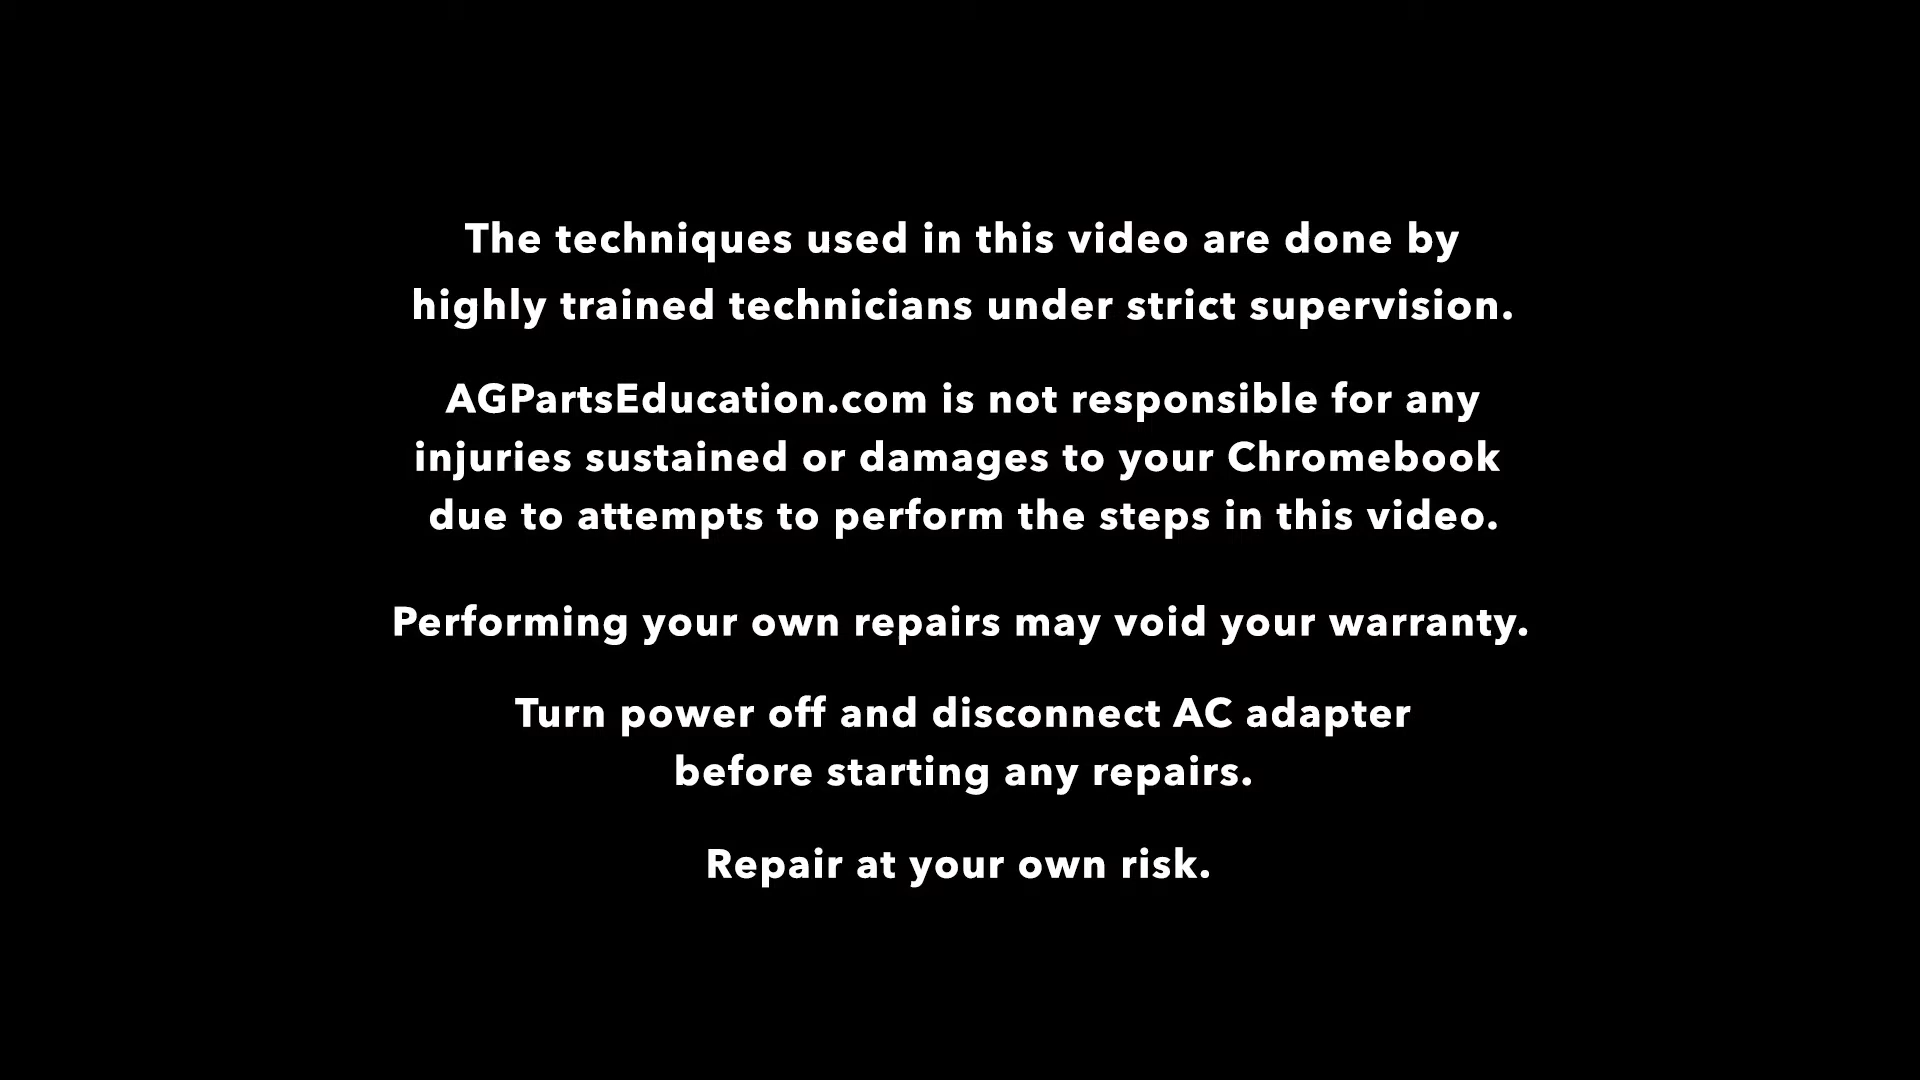 The techniques used in this video are done by
highly trained technicians under strict supervision.
AGPartsEducation.com is not responsible for any
injuries sustained or damages to your Chromebook
due to attempts to perform the steps in this video.
Performing your own repairs may void your warranty.
Turn power off and disconnect AC adapter
before starting any repairs.
Repair at your own risk.